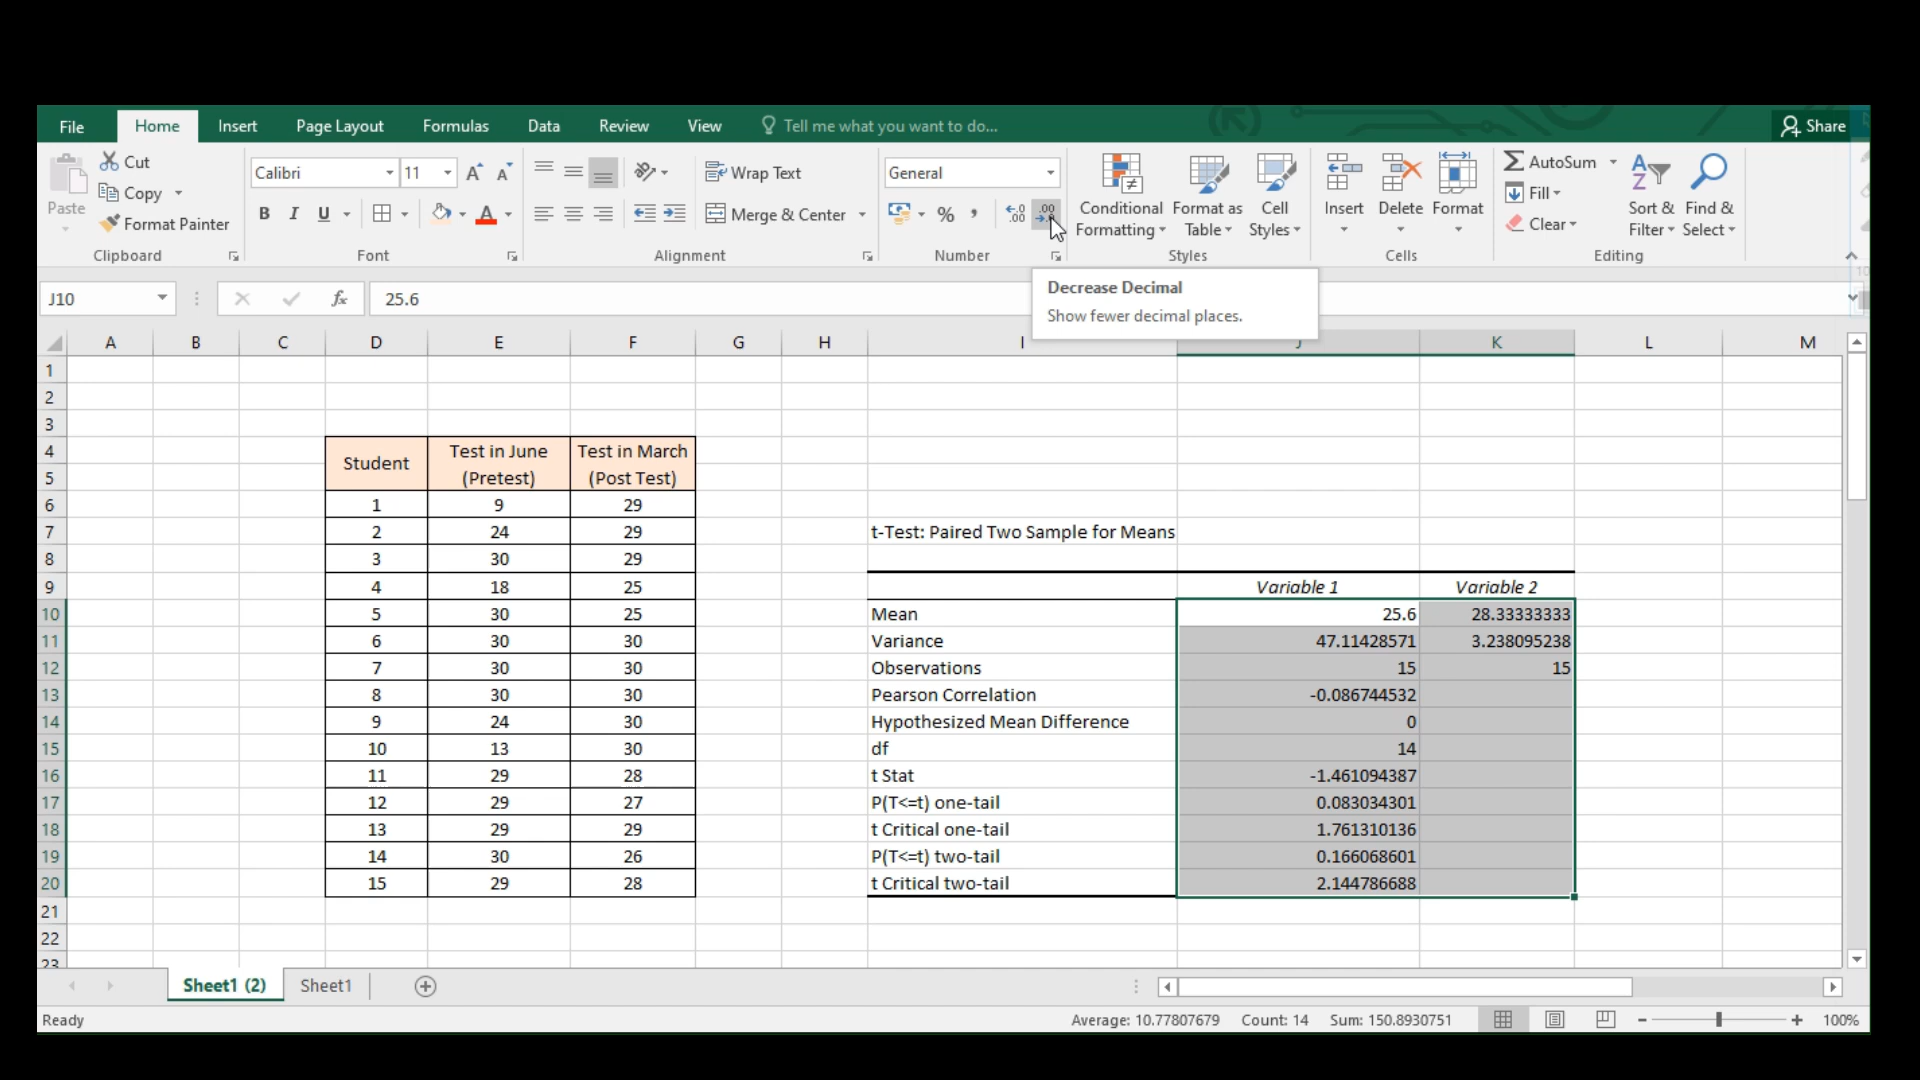 File Home Insert Page Layout Formulas Data Review View Tell me what you want to do... Share
Paste Cut Copy Format Painter Clipboard
Calibri 11 A A B I U A Font
Wrap Text Merge & Center Alignment
General % , .00 .00 Number
Conditional Formatting Format as Table Cell Styles Styles
Insert Delete Format Cells
AutoSum Fill Clear Sort & Filter Find & Select Editing
J10 fx 25.6
Decrease Decimal
Show fewer decimal places.
A B C D E F G H I J K L M
1
2
3
4 Student Test in June Test in March
5 (Pretest) (Post Test)
6 1 9 29
7 2 24 29 t-Test: Paired Two Sample for Means
8 3 30 29
9 4 18 25 Variable 1 Variable 2
10 5 30 25 Mean 25.6 28.33333333
11 6 30 30 Variance 47.11428571 3.238095238
12 7 30 30 Observations 15 15
13 8 30 30 Pearson Correlation -0.086744532
14 9 24 30 Hypothesized Mean Difference 0
15 10 13 30 df 14
16 11 29 28 t Stat -1.461094387
17 12 29 27 P(T<=t) one-tail 0.083034301
18 13 29 29 t Critical one-tail 1.761310136
19 14 30 26 P(T<=t) two-tail 0.166068601
20 15 29 28 t Critical two-tail 2.144786688
21
22
23
Sheet1 (2) Sheet1
Ready Average: 10.77807679 Count: 14 Sum: 150.8930751 100%